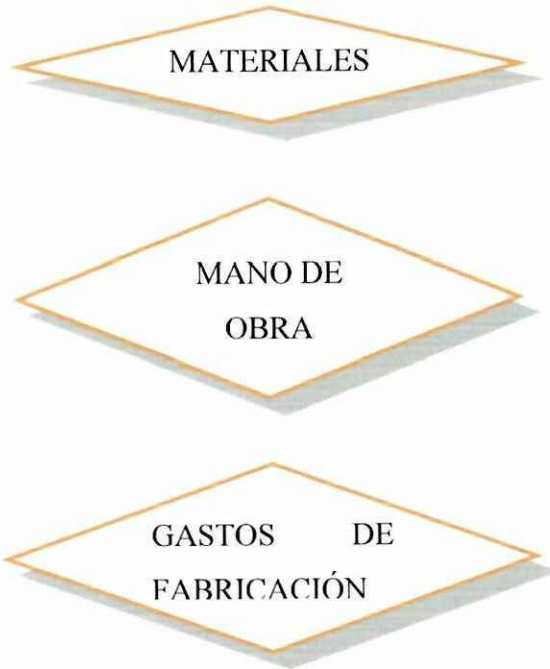 MATERIALES
MANO DE
OBRA
GASTOS DE
FABRICACIÓN